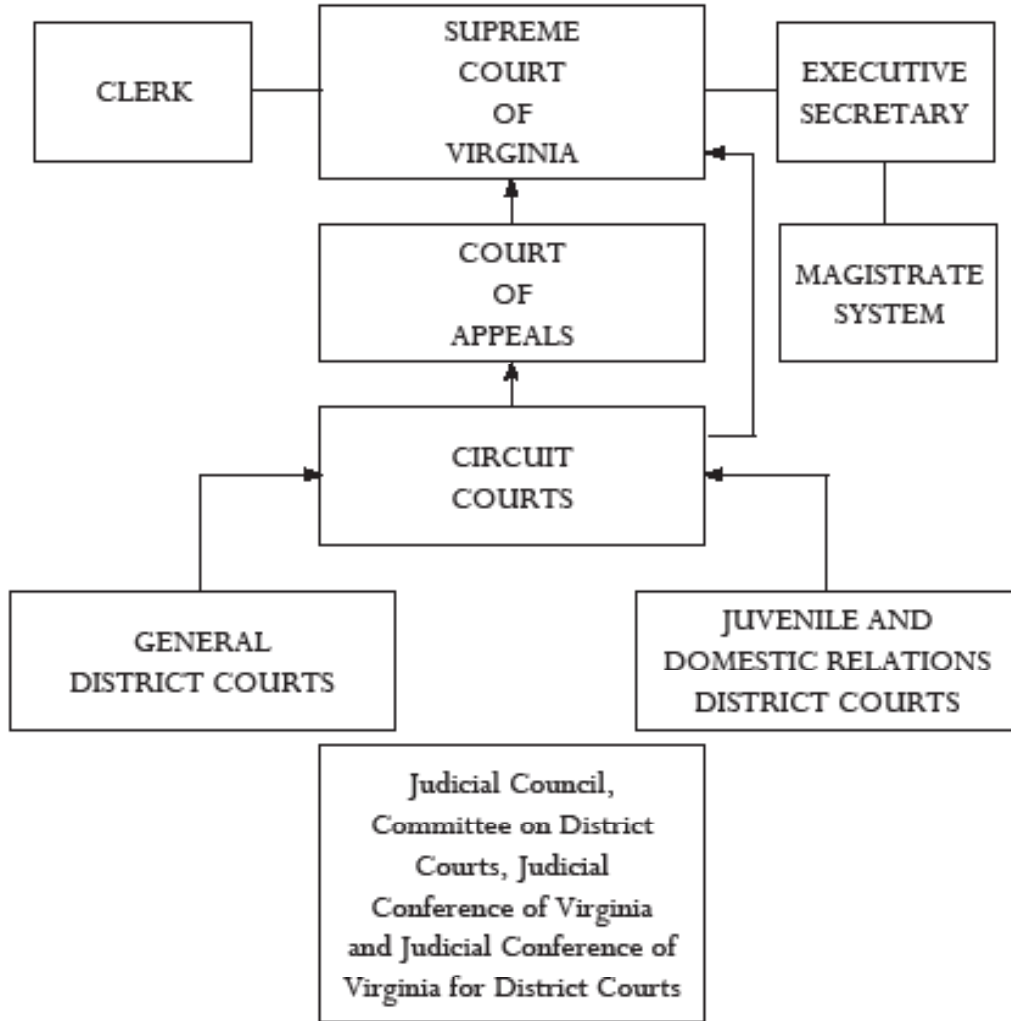 CLERK
SUPREME
COURT
OF
VIRGINIA
EXECUTIVE
SECRETARY
COURT
OF
APPEALS
MAGISTRATE
SYSTEM
CIRCUIT
COURTS
GENERAL
DISTRICT COURTS
JUVENILE AND
DOMESTIC RELATIONS
DISTRICT COURTS
Judicial Council,
Committee on District
Courts, Judicial
Conference of Virginia
and Judicial Conference of
Virginia for District Courts